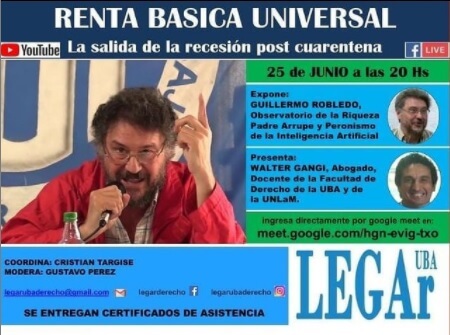 RENTA BASICA UNIVERSAL
YouTube
La salida de la recesión post cuarentena
LIVE
25 de JUNIO a las 20 Hs
Expone:
GUILLERMO ROBLEDO,
Observatorio de la Riqueza
Padre Arrupe y Peronismo
de la Inteligencia Artificial
Presenta:
WALTER GANGI, Abogado,
Docente de la Facultad de
Derecho de la UBA y de
la UNLaM.
ingresa directamente por google meet en:
meet.google.com/hgn-evig-txo
COORDINA: CRISTIAN TARGISE
MODERA: GUSTAVO PEREZ
legarubaderecho@gmail.com
legarderecho
legarubaderecho
SE ENTREGAN CERTIFICADOS DE ASISTENCIA
LEGAr
UBA